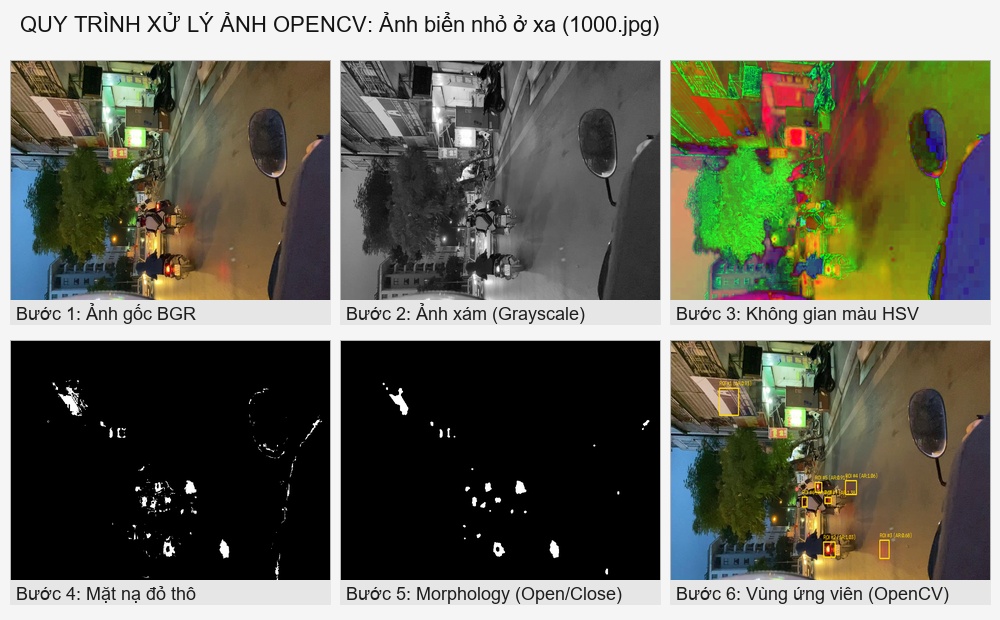 QUY TRÌNH XỬ LÝ ẢNH OPENCV: Ảnh biển nhỏ ở xa (1000.jpg)
Bước 1: Ảnh gốc BGR
Bước 2: Ảnh xám (Grayscale)
Bước 3: Không gian màu HSV
Bước 4: Mặt nạ đỏ thô
Bước 5: Morphology (Open/Close)
Bước 6: Vùng ứng viên (OpenCV)